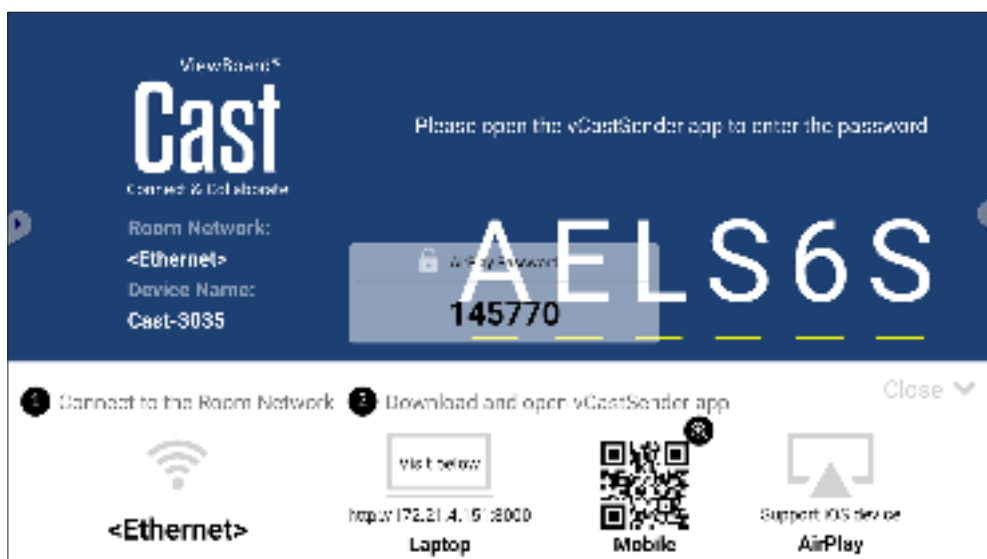 ViewBoard®
Cast
Connect & Collaborate
Please open the vCastSender app to enter the password
Room Network:
<Ethernet>
Device Name:
Cast-3035
AELS6S
AirPlay Password
145770
Close
1 Connect to the Room Network
2 Download and open vCastSender app
Visit below
http://172.21.4.151:8000
Support iOS device
<Ethernet>
Laptop
Mobile
AirPlay